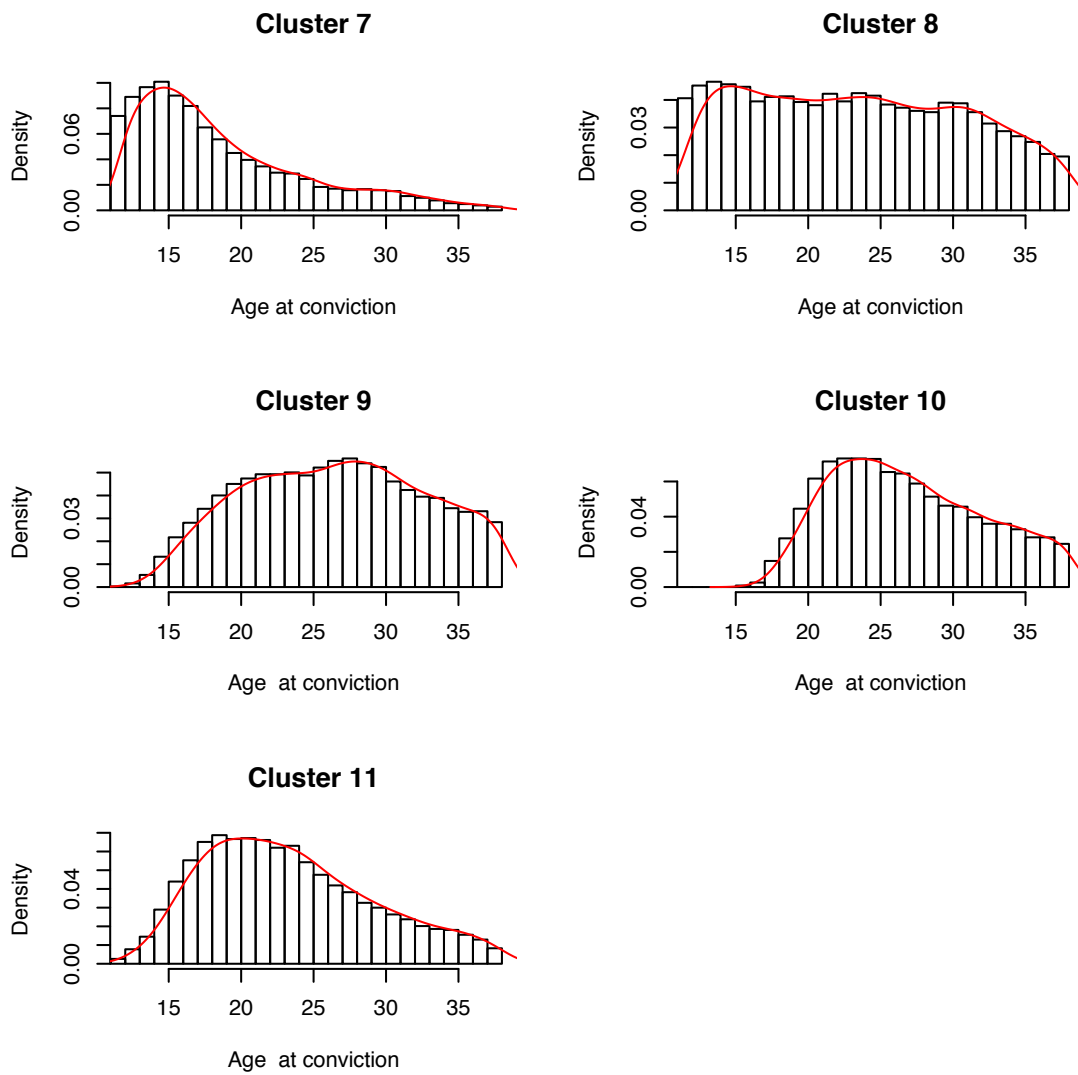 Cluster 7
Density
0.00 0.06
15 20 25 30 35
Age at conviction
Cluster 8
Density
0.00 0.03
15 20 25 30 35
Age at conviction
Cluster 9
Density
0.00 0.03
15 20 25 30 35
Age  at conviction
Cluster 10
Density
0.00 0.04
15 20 25 30 35
Age  at conviction
Cluster 11
Density
0.00 0.04
15 20 25 30 35
Age  at conviction